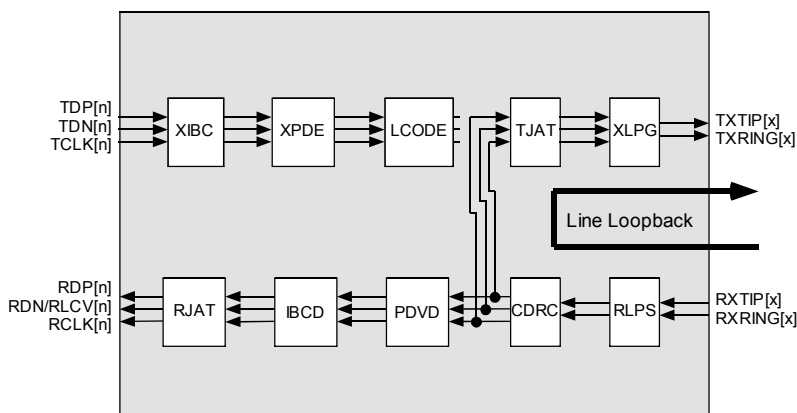 TDP[n]
TDN[n]
TCLK[n]
XIBC
XPDE
LCODE
TJAT
XLPG
TXTIP[x]
TXRING[x]
Line Loopback
RDP[n]
RDN/RLCV[n]
RCLK[n]
RJAT
IBCD
PDVD
CDRC
RLPS
RXTIP[x]
RXRING[x]